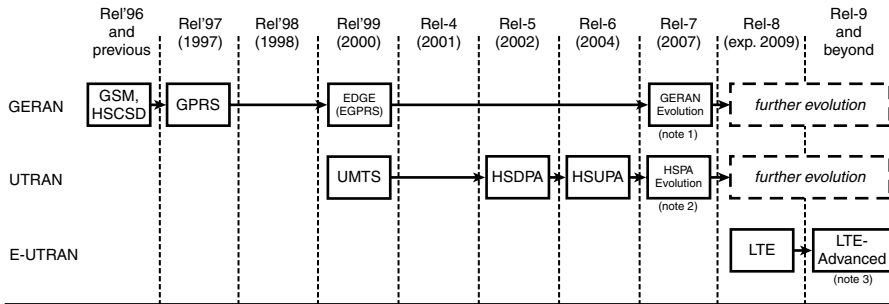 Rel'96 and previous
Rel'97 (1997)
Rel'98 (1998)
Rel'99 (2000)
Rel-4 (2001)
Rel-5 (2002)
Rel-6 (2004)
Rel-7 (2007)
Rel-8 (exp. 2009)
Rel-9 and beyond
GERAN
GSM, HSCSD
GPRS
EDGE (EGPRS)
GERAN Evolution
(note 1)
further evolution
UTRAN
UMTS
HSDPA
HSUPA
HSPA Evolution
(note 2)
further evolution
E-UTRAN
LTE
LTE-Advanced
(note 3)